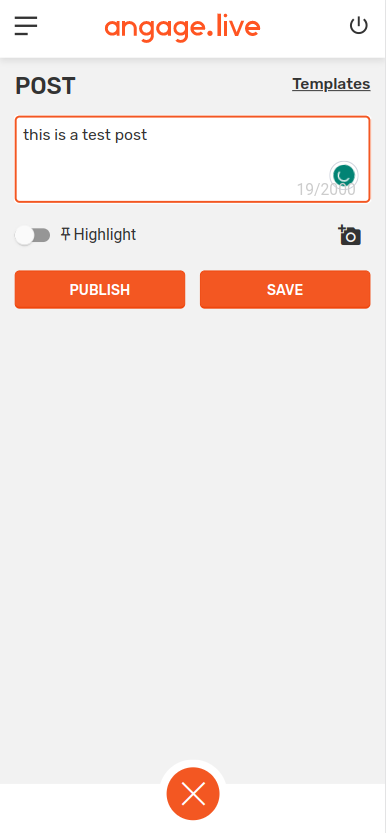 angage.live
POST
Templates
this is a test post
19/2000
Highlight
PUBLISH
SAVE